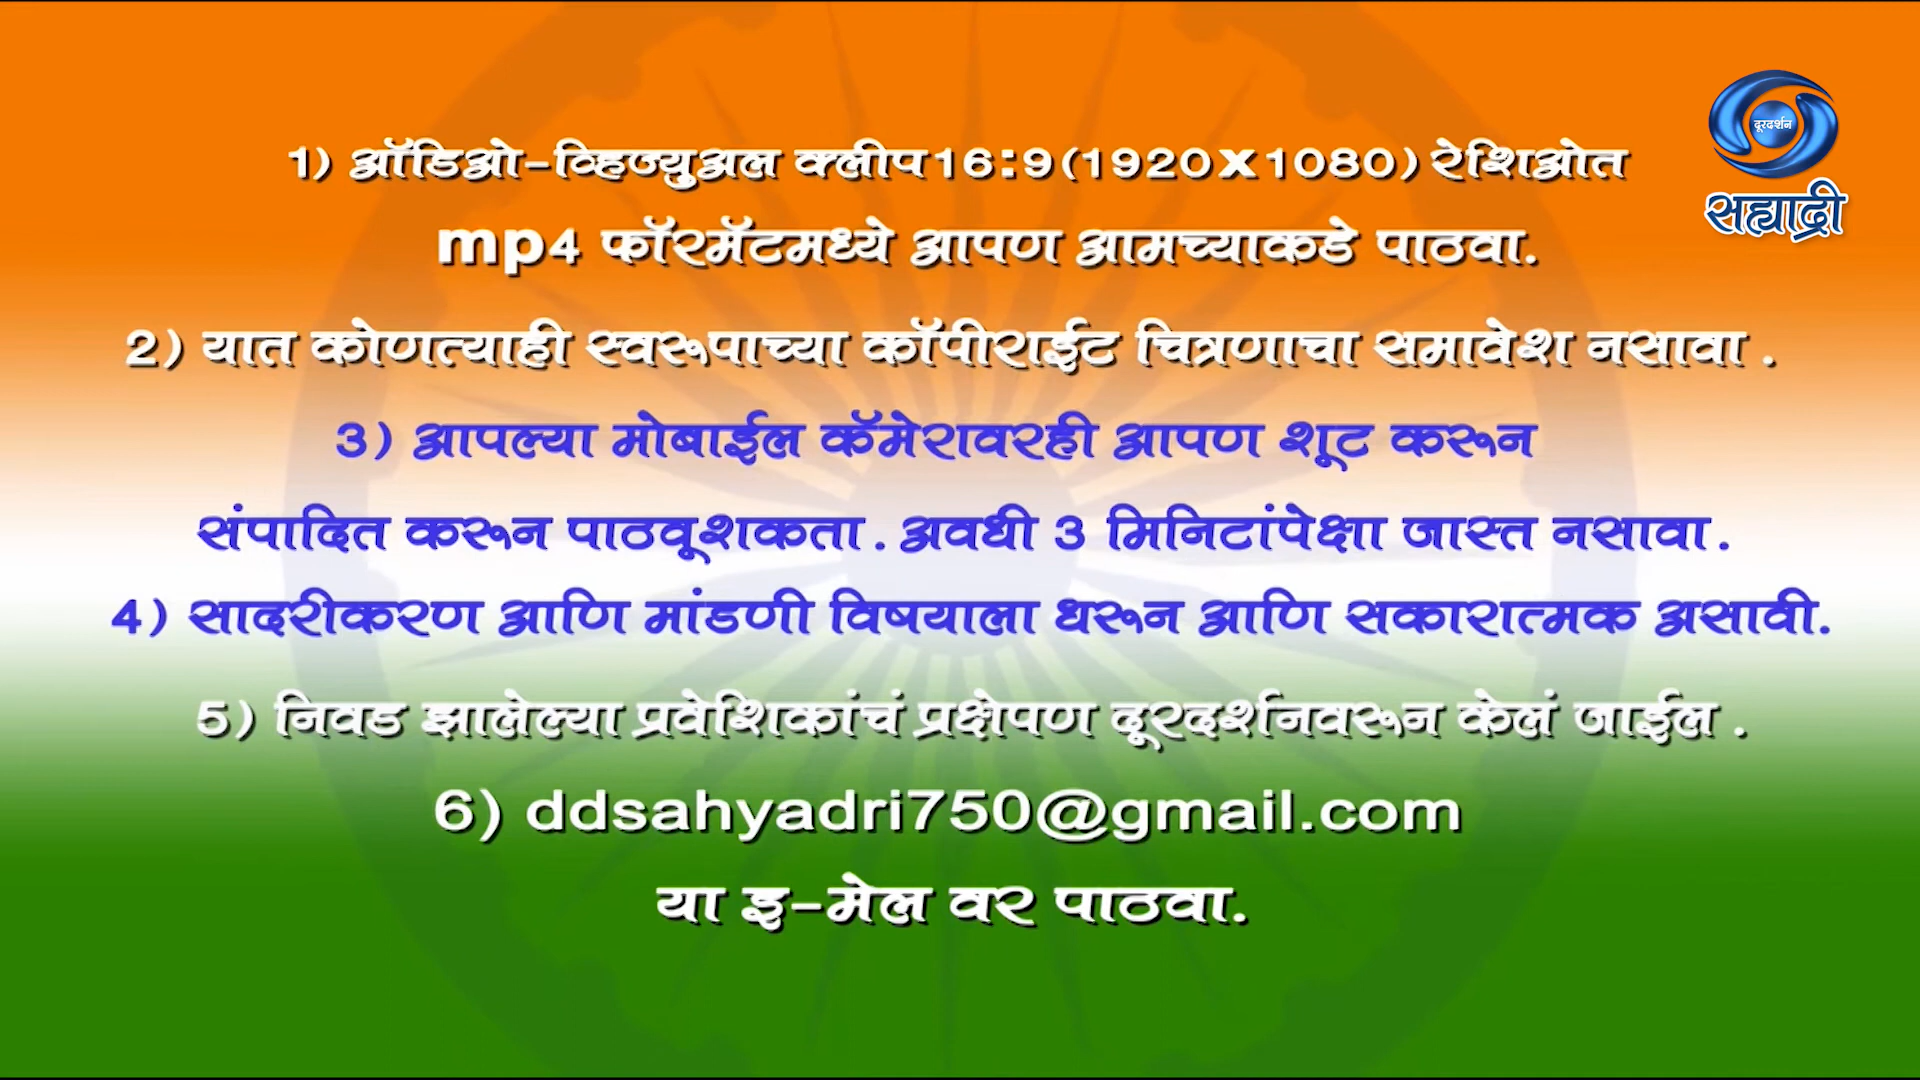 दूरदर्शन
सह्याद्री
1) ऑडिओ-व्हिज्युअल क्लीप16:9(1920x1080) रेशिओत
mp4 फॉरमॅटमध्ये आपण आमच्याकडे पाठवा.
2) यात कोणत्याही स्वरूपाच्या कॉपीराईट चित्रणाचा समावेश नसावा .
3) आपल्या मोबाईल कॅमेरावरही आपण शूट करून
संपादित करून पाठवूशकता. अवधी 3 मिनिटांपेक्षा जास्त नसावा.
4) सादरीकरण आणि मांडणी विषयाला धरून आणि सकारात्मक असावी.
5) निवड झालेल्या प्रवेशिकांचं प्रक्षेपण दूरदर्शनवरून केलं जाईल .
6) ddsahyadri750@gmail.com
या इ-मेल वर पाठवा.